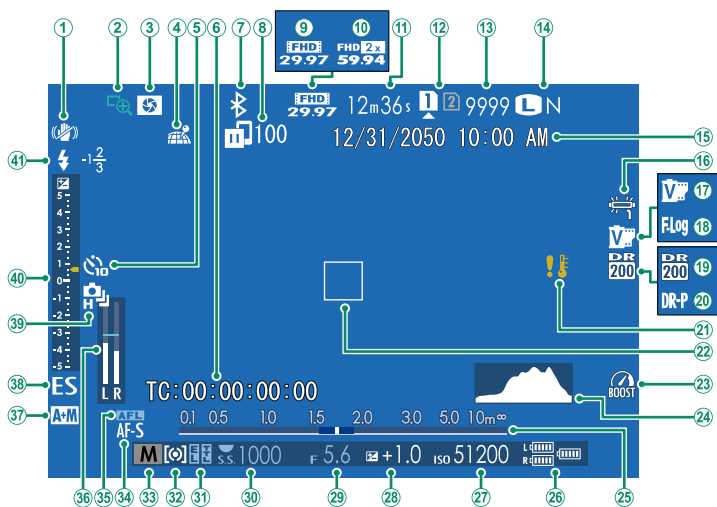 9 10
FHD 29.97 FHD 2x 59.94
1 2 3 4 5 6 7 8 11 12 13 14
FHD 29.97 12m36s 1 2 9999 L N
100
12/31/2050 10:00 AM 15
16
41 -1 2/3
V 17
F-Log 18
5
4
3
2
1
0
-1
-2
-3
-4
-5
40
10
1
V
DR 200
DR 200 19
DR-P 20
! 21
22
39 H
38 ES
L R
TC:00:00:00:00
BOOST 23
24
37 A+M
AFL
AF-S
0.1 0.5 1.0 1.5 2.0 3.0 5.0 10m∞
M S.S. 1000 F 5.6 +1.0 ISO 51200 L R
36 35 34 33 32 31 30 29 28 27 26 25